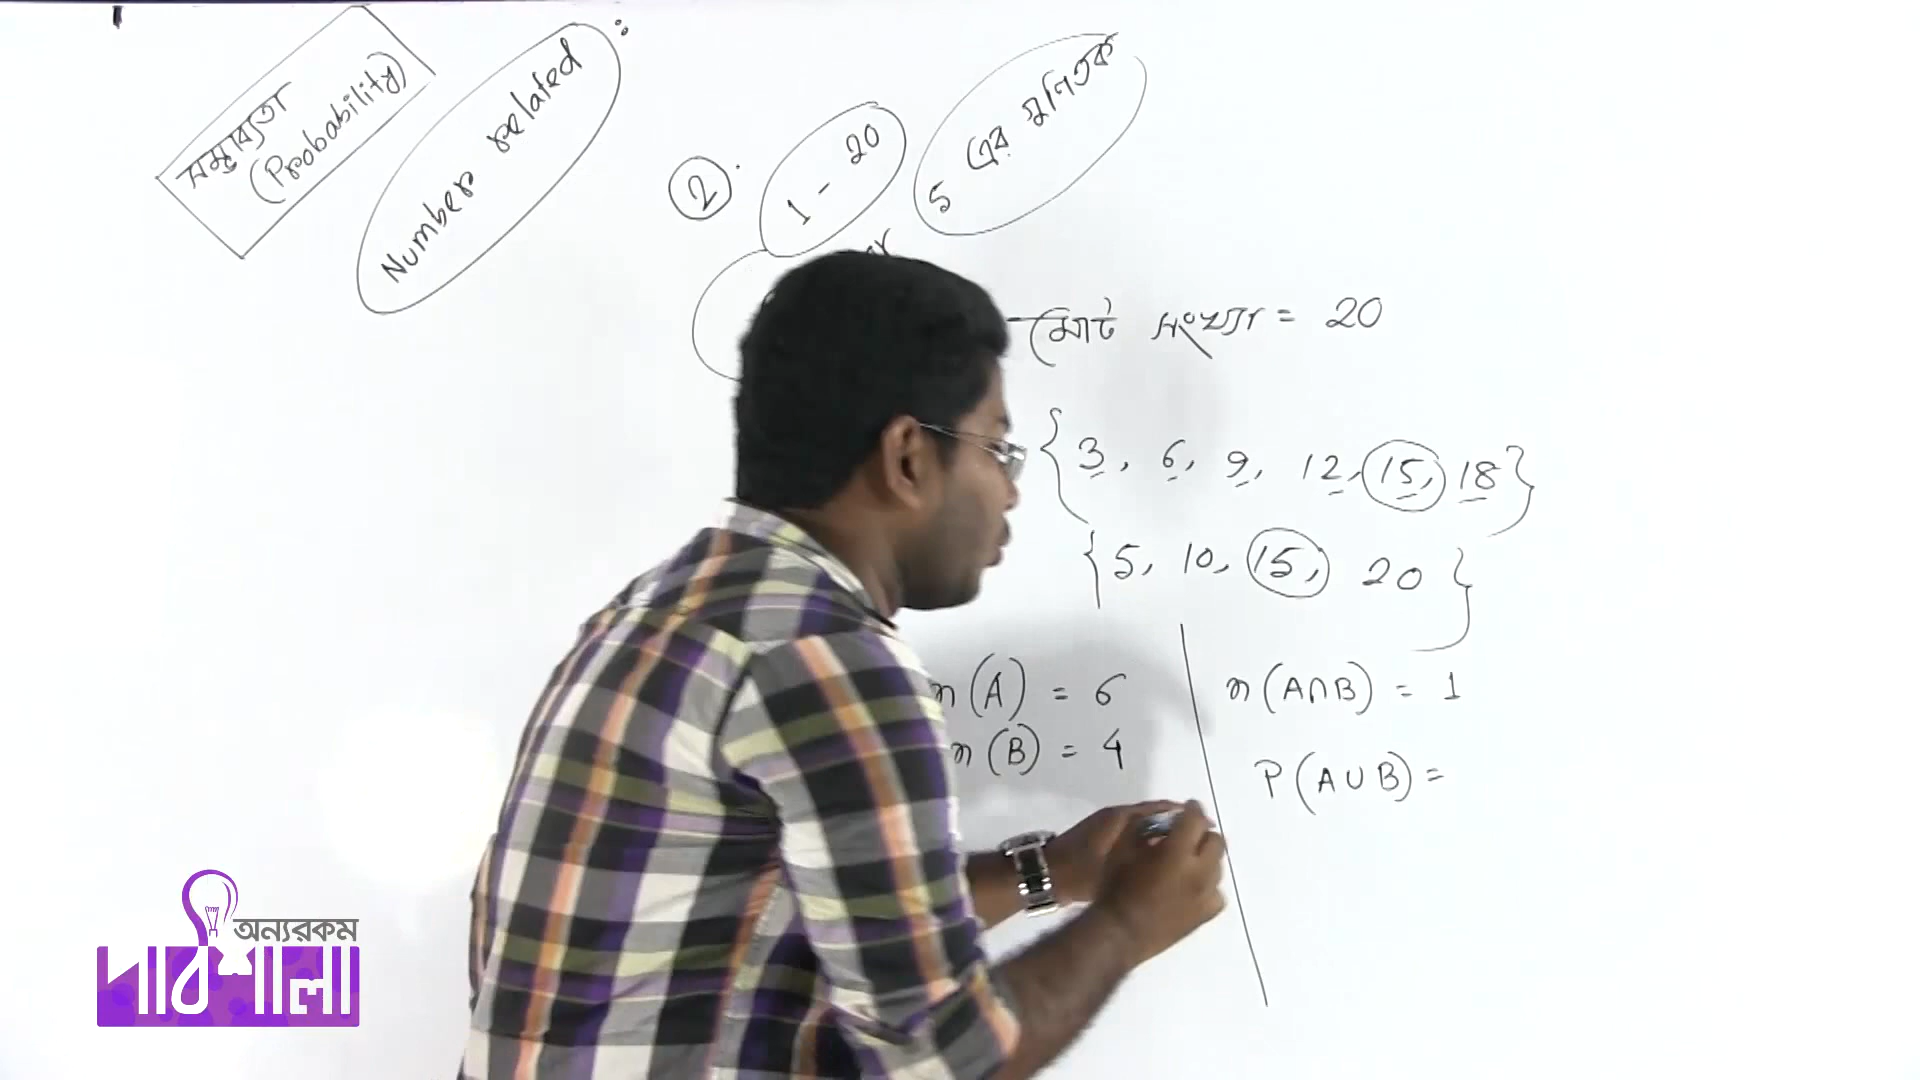 সম্ভাব্যতা
(Probability)
Number related :
2.
1 - 20
5 এর গুণিতক
মোট সংখ্যা = 20
{3, 6, 9, 12, 15, 18}
{5, 10, 15, 20}
n(A) = 6
n(B) = 4
n(A∩B) = 1
P(A∪B) =
অন্যরকম
পাঠশালা